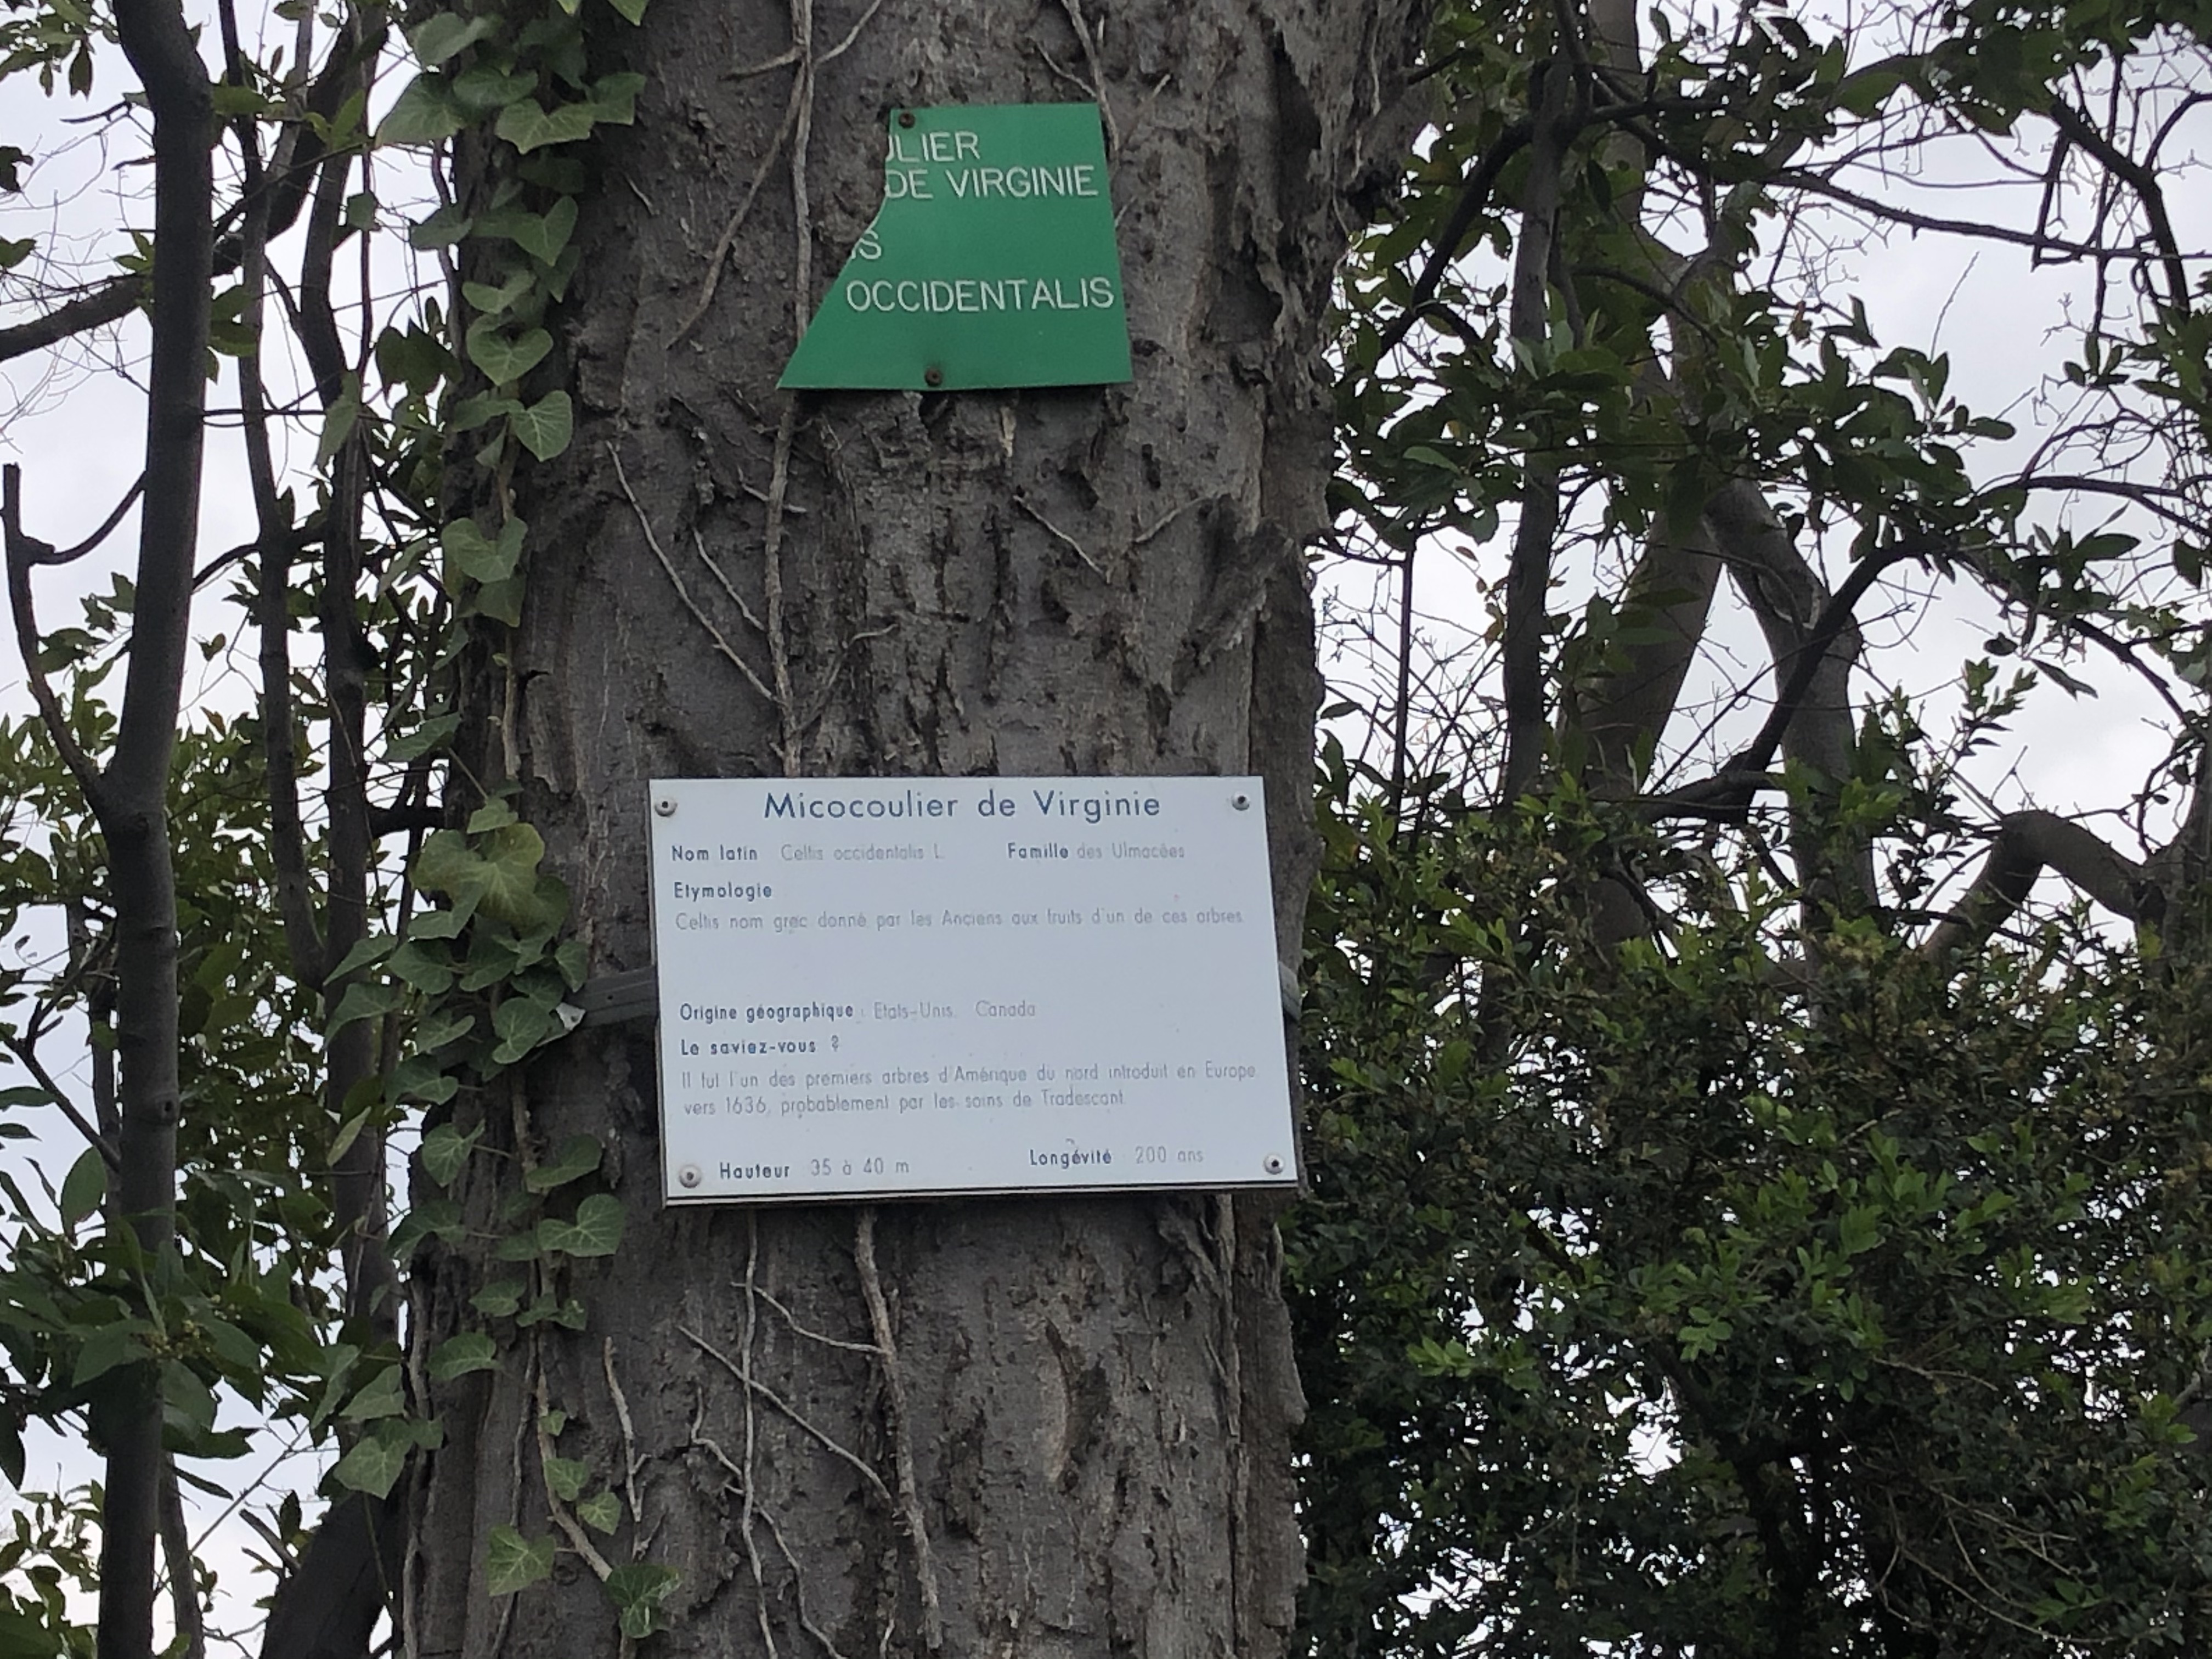 ULIER
DE VIRGINIE
IS
OCCIDENTALIS
Micocoulier de Virginie
Nom latin Celtis occidentalis L. Famille des Ulmacées
Etymologie
Celtis nom grec donné par les Anciens aux fruits d'un de ces arbres
Origine géographique : Etats-Unis. Canada
Le saviez-vous ?
Il fut l'un des premiers arbres d'Amérique du nord introduit en Europe
vers 1636, probablement par les soins de Tradescant
Hauteur 35 à 40 m Longévité 200 ans